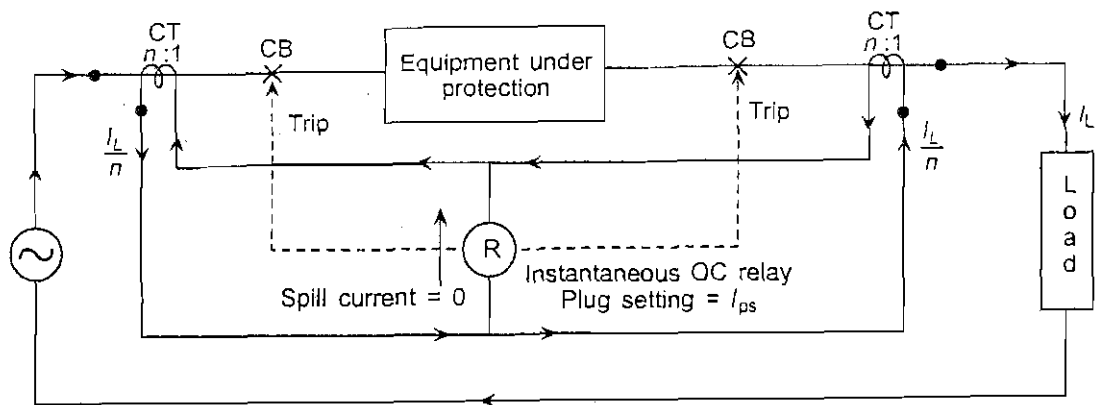 CT
n:1
CB
Equipment under
protection
CB
CT
n:1
Trip
Trip
I_L/n
I_L/n
I_L
Load
R
Spill current = 0
Instantaneous OC relay
Plug setting = I_ps